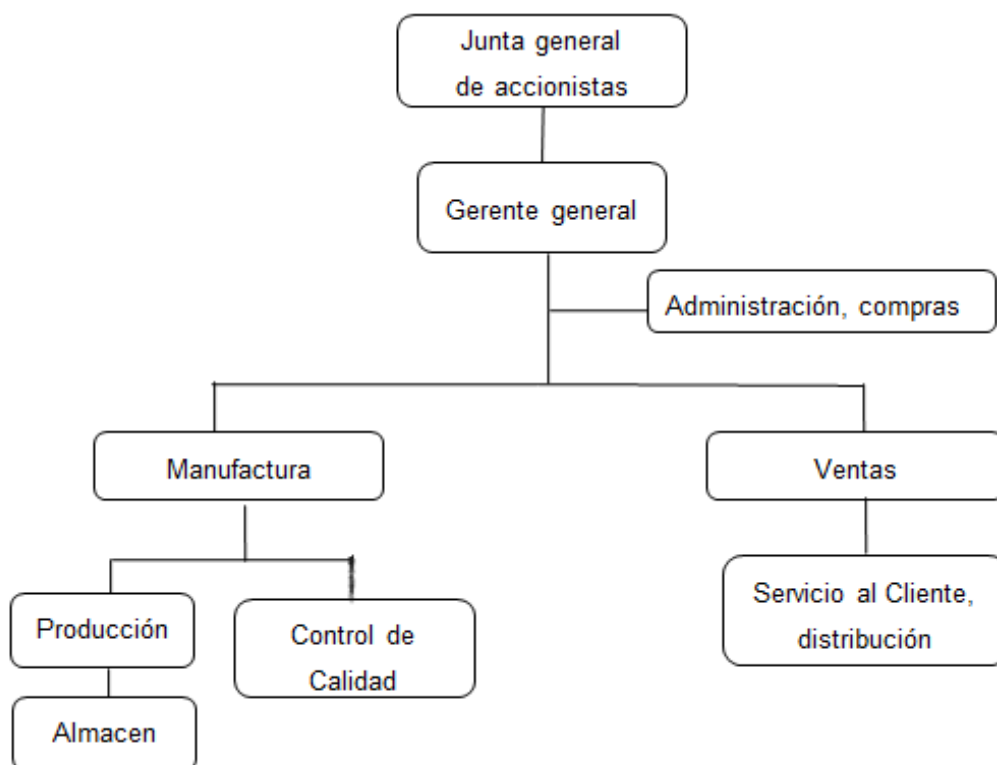 Junta general
de accionistas
Gerente general
Administración, compras
Manufactura
Ventas
Producción
Control de
Calidad
Servicio al Cliente,
distribución
Almacen